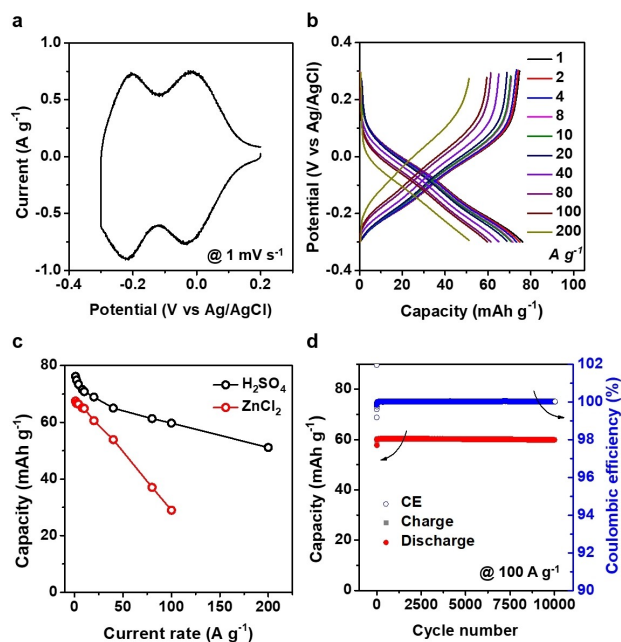 a
Current (A g⁻¹)
1.0
0.5
0.0
-0.5
-1.0
@ 1 mV s⁻¹
-0.4
-0.2
0.0
0.2
Potential (V vs Ag/AgCl)
b
Potential (V vs Ag/AgCl)
0.4
0.2
0.0
-0.2
-0.4
1
2
4
8
10
20
40
80
100
200
A g⁻¹
0 20 40 60 80 100
Capacity (mAh g⁻¹)
c
Capacity (mAh g⁻¹)
80
60
40
20
0
H₂SO₄
ZnCl₂
0 50 100 150 200
Current rate (A g⁻¹)
d
Capacity (mAh g⁻¹)
80
60
40
20
0
CE
Charge
Discharge
@ 100 A g⁻¹
0 2500 5000 7500 10000
Cycle number
102
100
98
96
94
92
90
Coulombic efficiency (%)